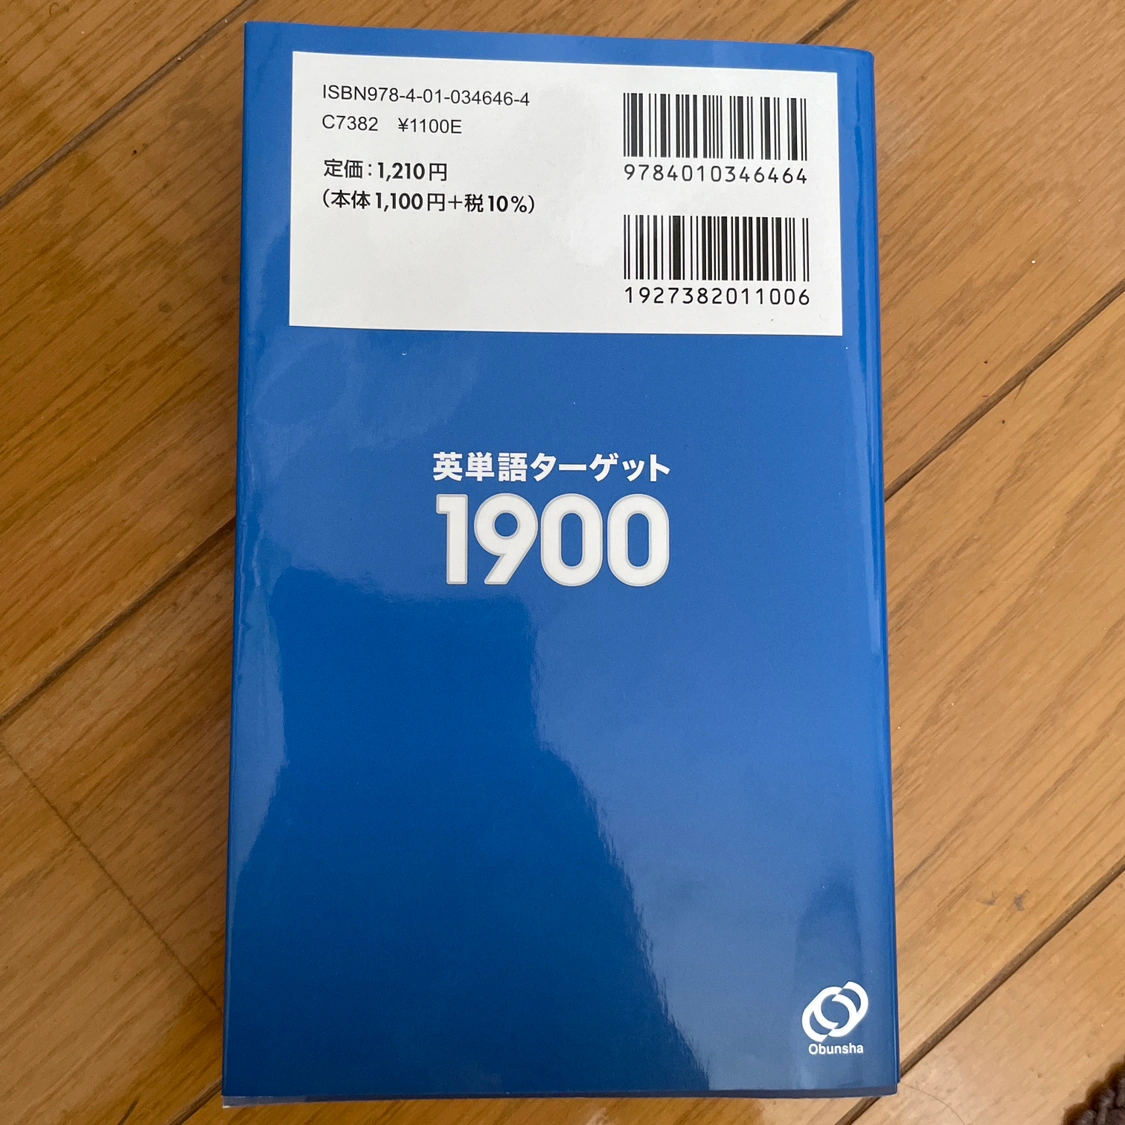 ISBN978-4-01-034646-4
C7382 ¥1100E
定価：1,210円
（本体1,100円＋税10%）
9784010346464
1927382011006
英単語ターゲット
1900
Obunsha